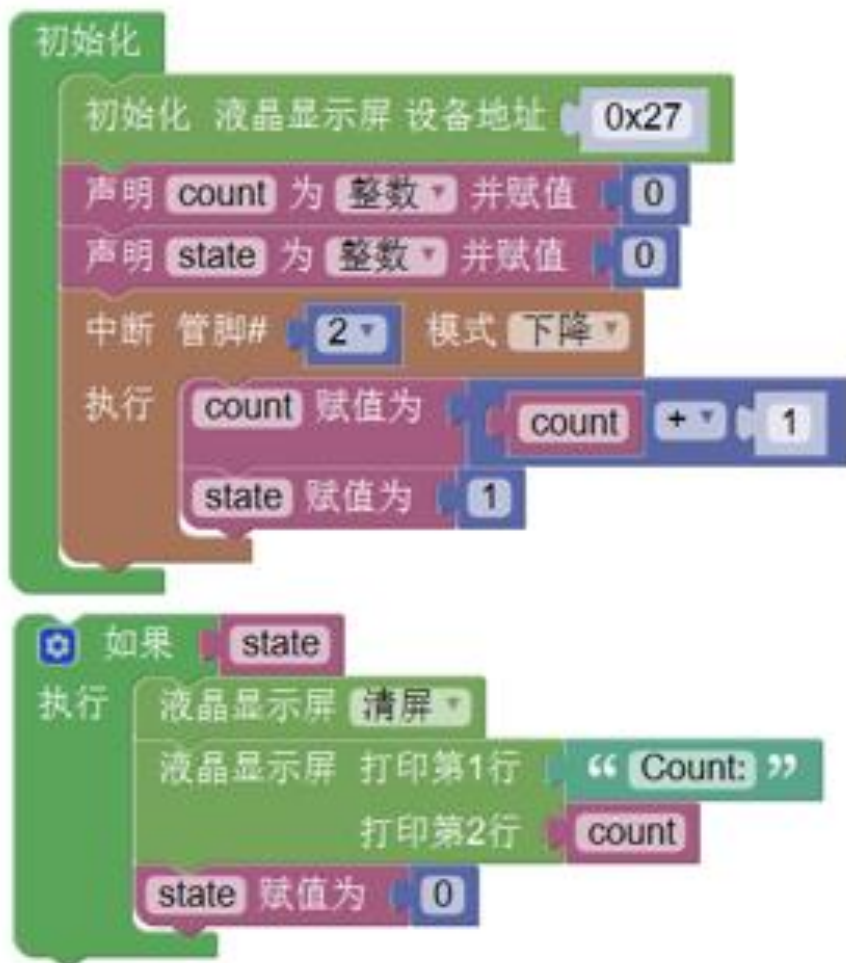 初始化
初始化 液晶显示屏 设备地址 0x27
声明 count 为 整数 并赋值 0
声明 state 为 整数 并赋值 0
中断 管脚# 2 模式 下降
执行 count 赋值为 count + 1
state 赋值为 1
如果 state
执行 液晶显示屏 清屏
液晶显示屏 打印第1行 “ Count: ”
打印第2行 count
state 赋值为 0